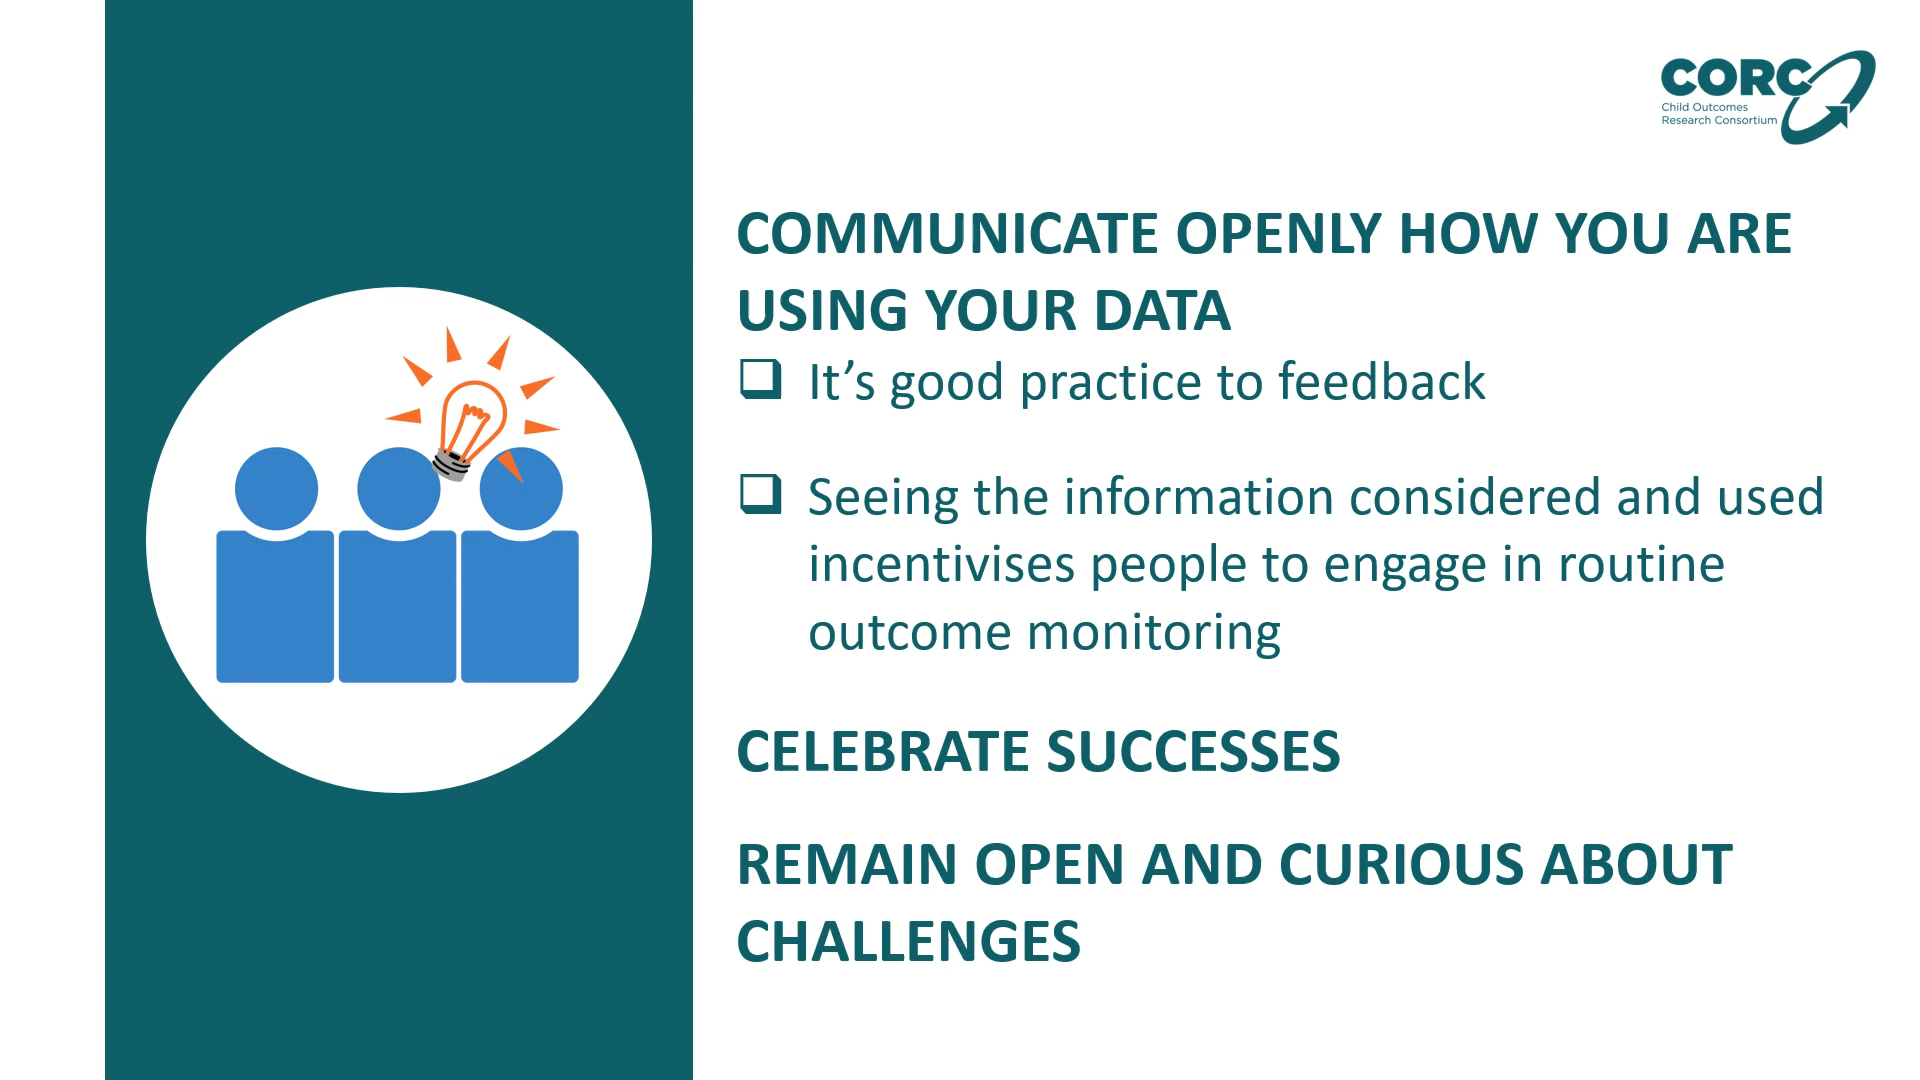 CORC
Child Outcomes
Research Consortium
COMMUNICATE OPENLY HOW YOU ARE
USING YOUR DATA
It’s good practice to feedback
Seeing the information considered and used
incentivises people to engage in routine
outcome monitoring
CELEBRATE SUCCESSES
REMAIN OPEN AND CURIOUS ABOUT
CHALLENGES